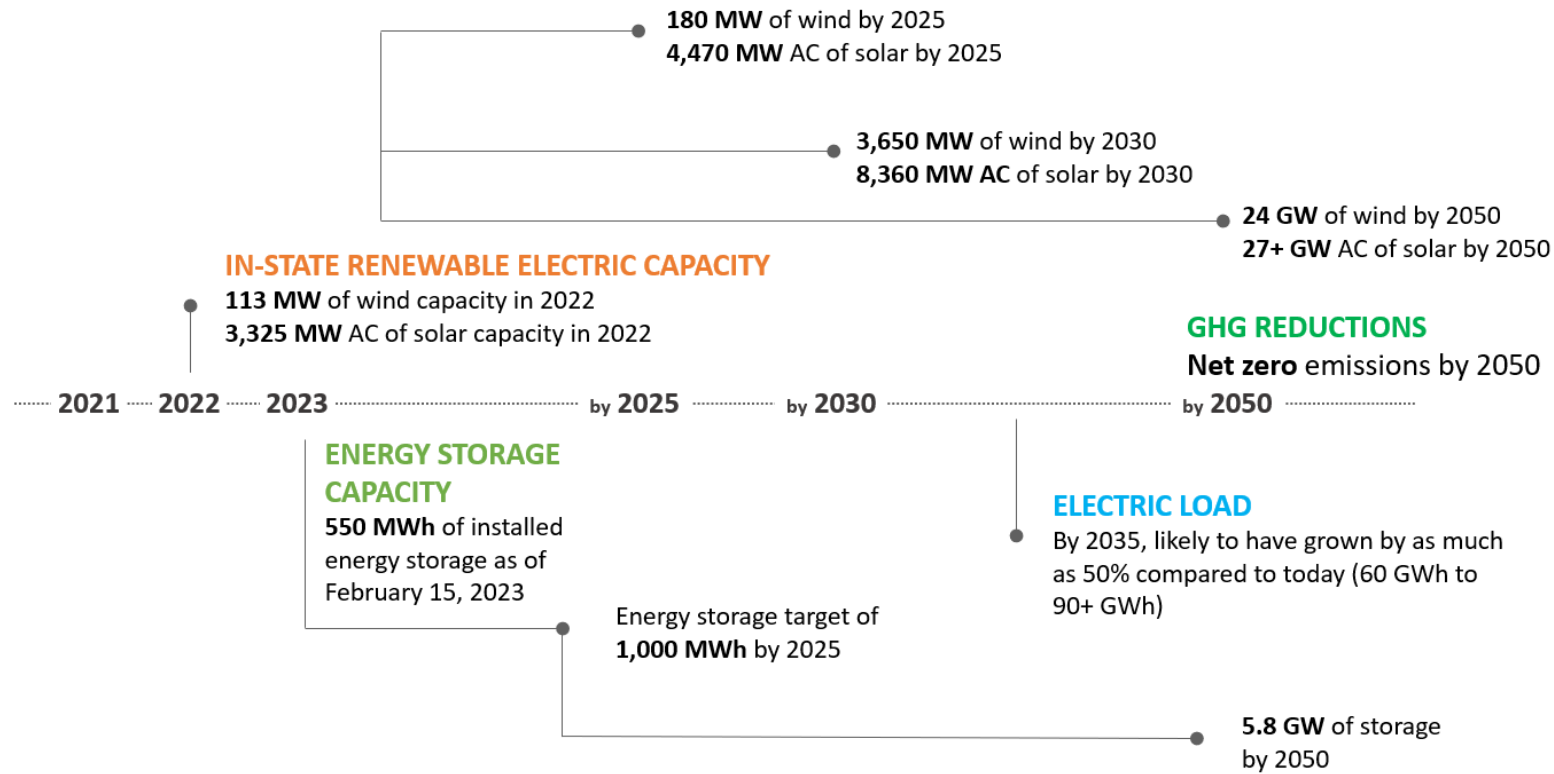 180 MW of wind by 2025
4,470 MW AC of solar by 2025
3,650 MW of wind by 2030
8,360 MW AC of solar by 2030
24 GW of wind by 2050
27+ GW AC of solar by 2050
IN-STATE RENEWABLE ELECTRIC CAPACITY
113 MW of wind capacity in 2022
3,325 MW AC of solar capacity in 2022
GHG REDUCTIONS
Net zero emissions by 2050
2021 2022 2023 by 2025 by 2030 by 2050
ENERGY STORAGE
CAPACITY
550 MWh of installed
energy storage as of
February 15, 2023
ELECTRIC LOAD
By 2035, likely to have grown by as much
as 50% compared to today (60 GWh to
90+ GWh)
Energy storage target of
1,000 MWh by 2025
5.8 GW of storage
by 2050